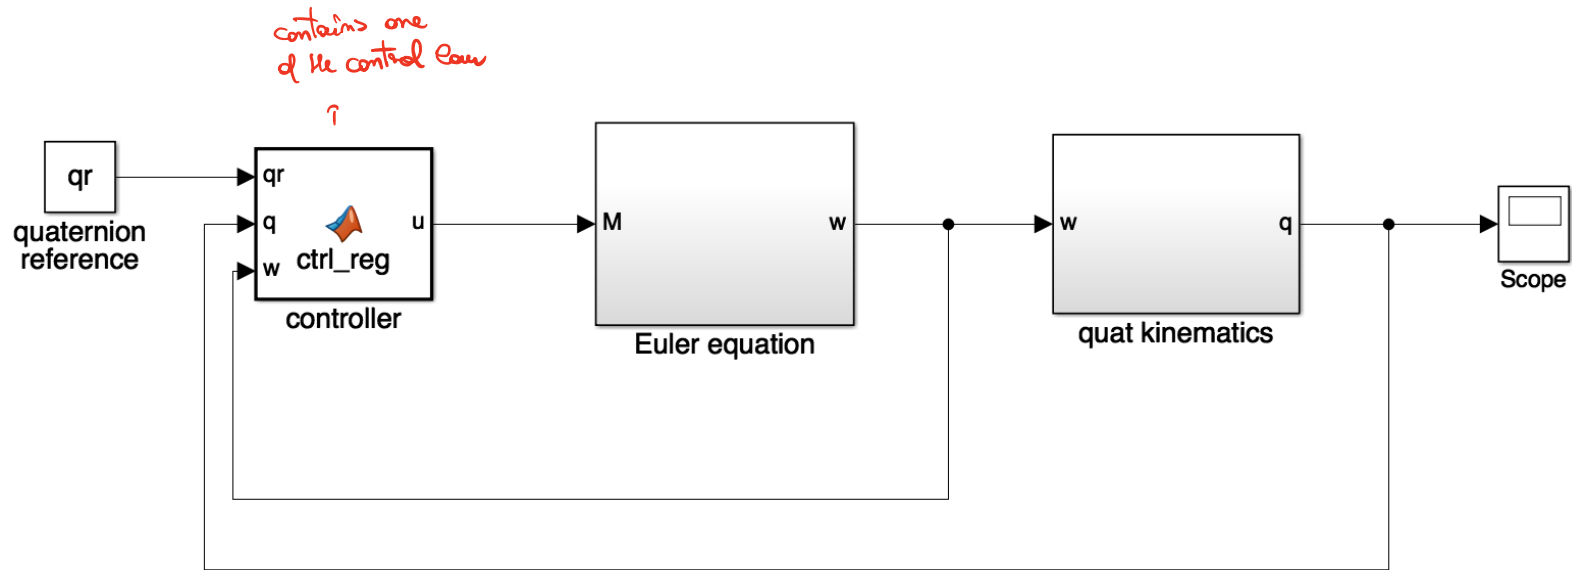 contains one
of the control law
qr
quaternion
reference
qr
q
w
u
ctrl_reg
controller
M
w
Euler equation
w
q
quat kinematics
Scope